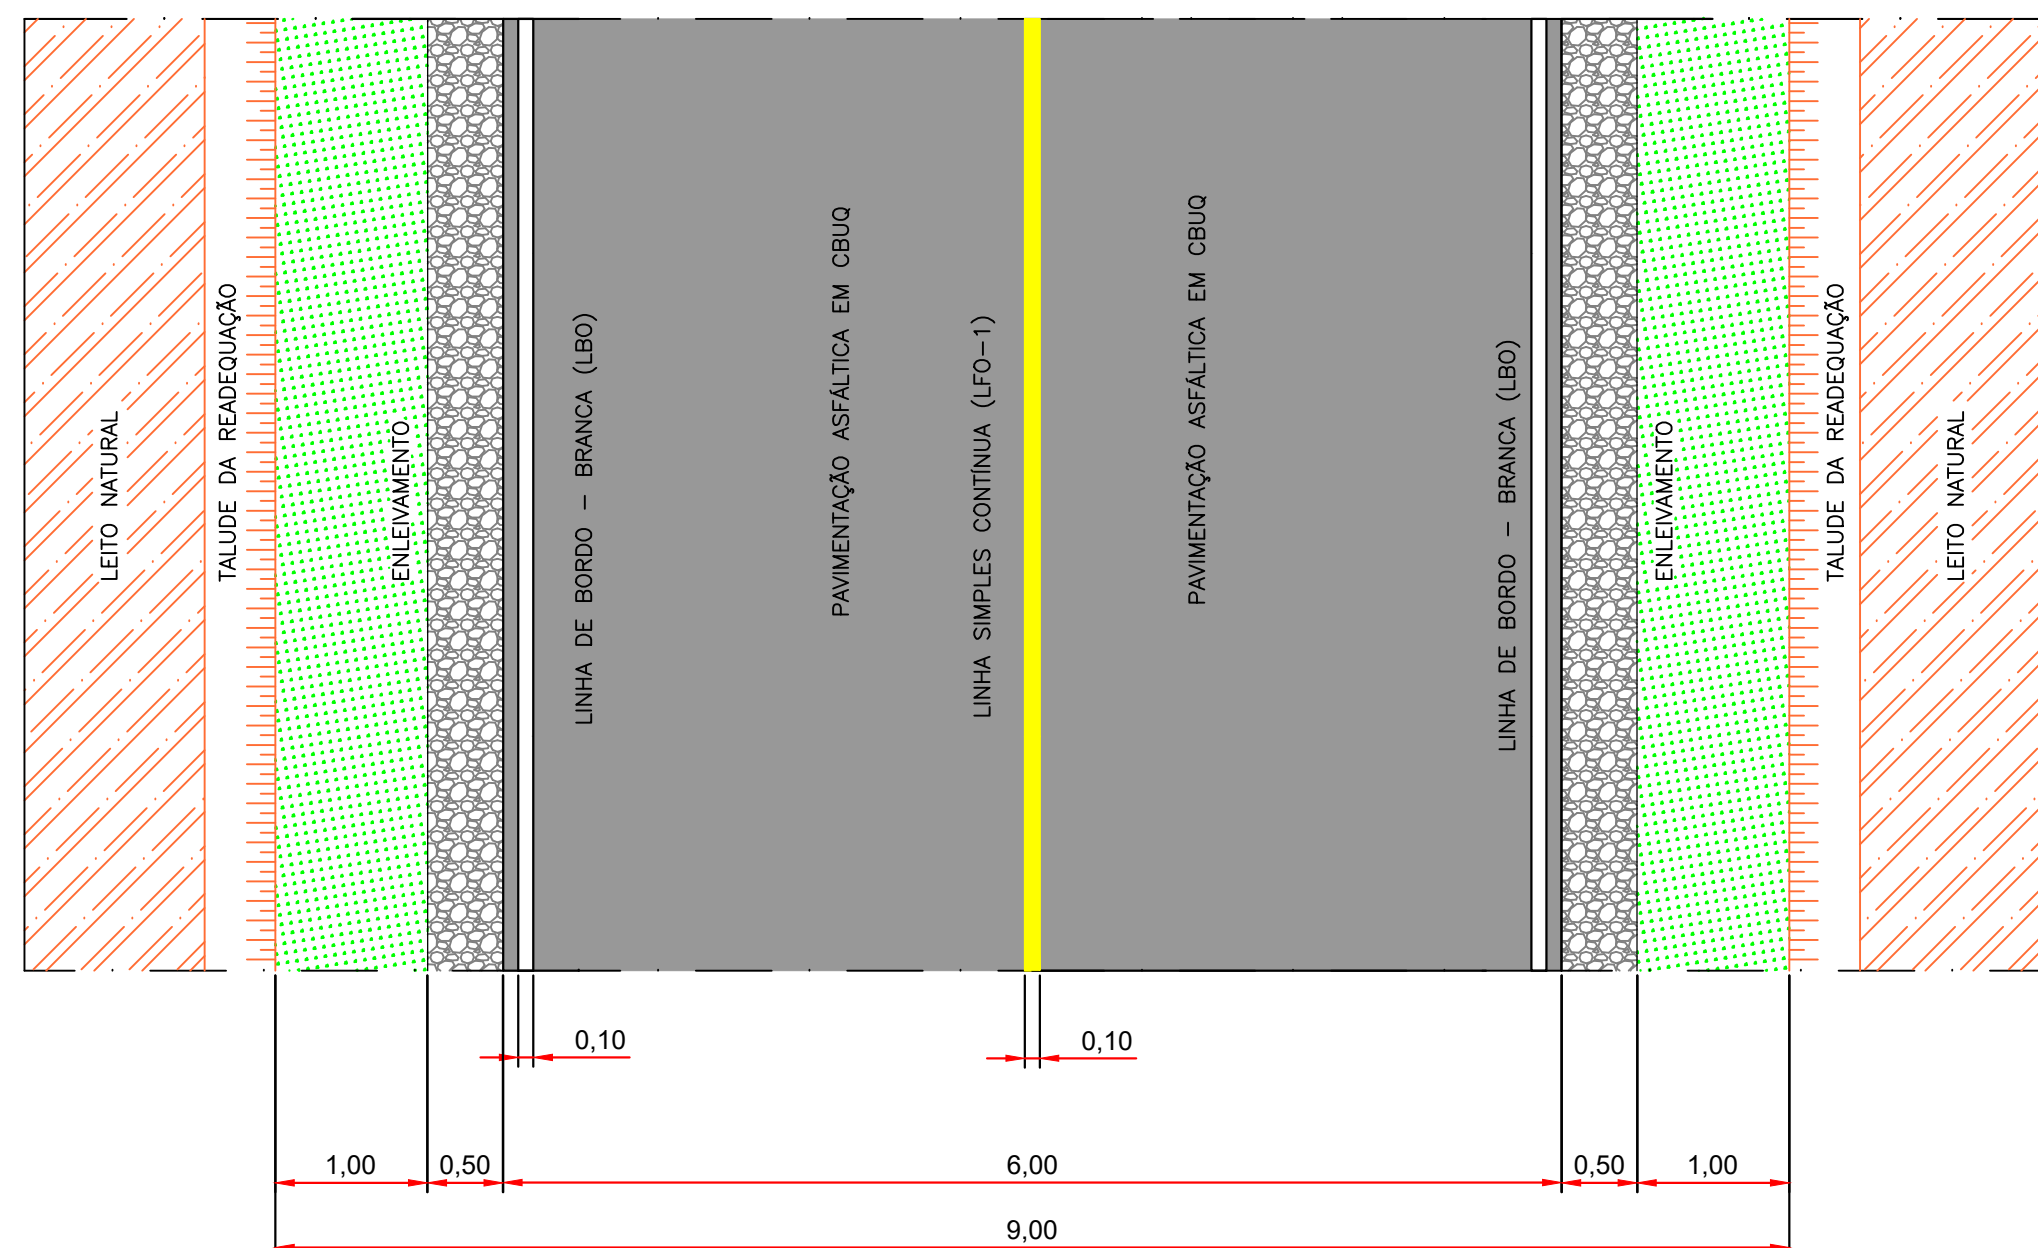 LEITO NATURAL
TALUDE DA READEQUAÇÃO
ENLEIVAMENTO
LINHA DE BORDO – BRANCA (LBO)
PAVIMENTAÇÃO ASFÁLTICA EM CBUQ
LINHA SIMPLES CONTÍNUA (LFO–1)
PAVIMENTAÇÃO ASFÁLTICA EM CBUQ
LINHA DE BORDO – BRANCA (LBO)
ENLEIVAMENTO
TALUDE DA READEQUAÇÃO
LEITO NATURAL
0,10
0,10
1,00
0,50
6,00
0,50
1,00
9,00